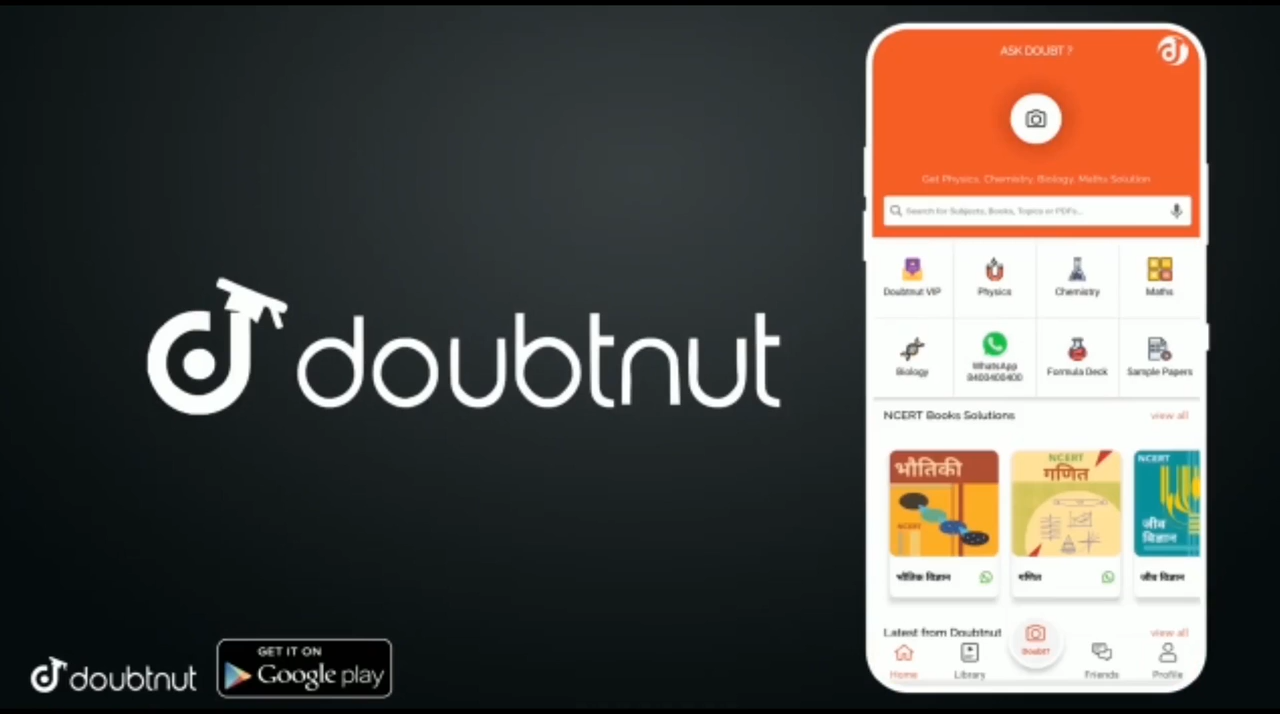 doubtnut
doubtnut
GET IT ON
Google play
ASK DOUBT ?
Get Physics, Chemistry, Biology, Maths Solution
Search for Subjects, Books, Topics or PDFs...
Doubtnut VIP
Physics
Chemistry
Maths
Biology
WhatsApp
8400400400
Formula Deck
Sample Papers
NCERT Books Solutions
view all
भौतिकी
NCERT
भौतिक विज्ञान
NCERT
गणित
गणित
NCERT
जीव
विज्ञान
जीव विज्ञान
Latest from Doubtnut
view all
Home
Library
Doubt?
Friends
Profile